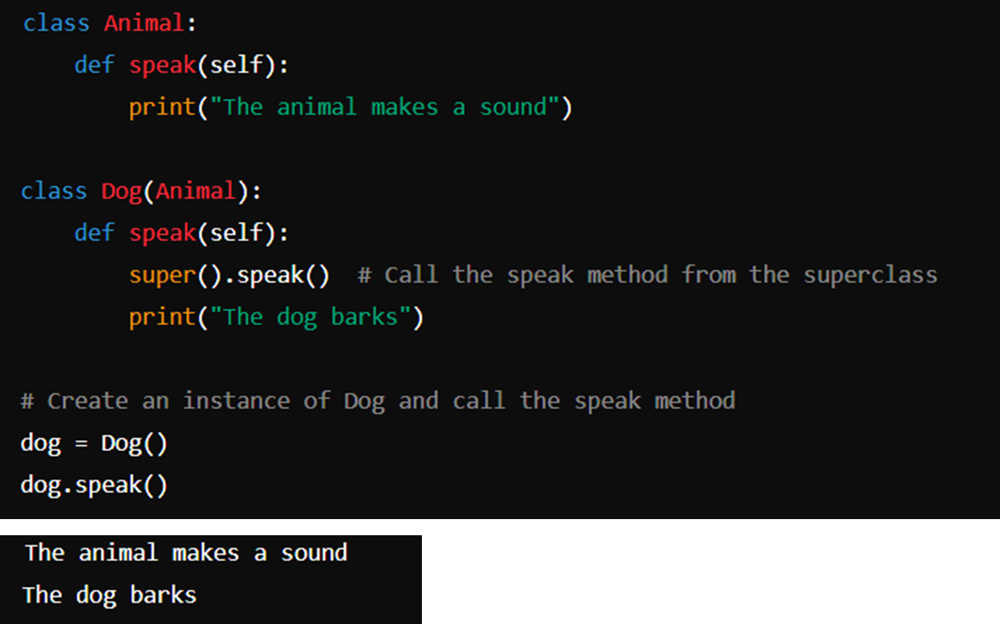 class Animal:
    def speak(self):
        print("The animal makes a sound")
class Dog(Animal):
    def speak(self):
        super().speak()  # Call the speak method from the superclass
        print("The dog barks")
# Create an instance of Dog and call the speak method
dog = Dog()
dog.speak()
The animal makes a sound
The dog barks